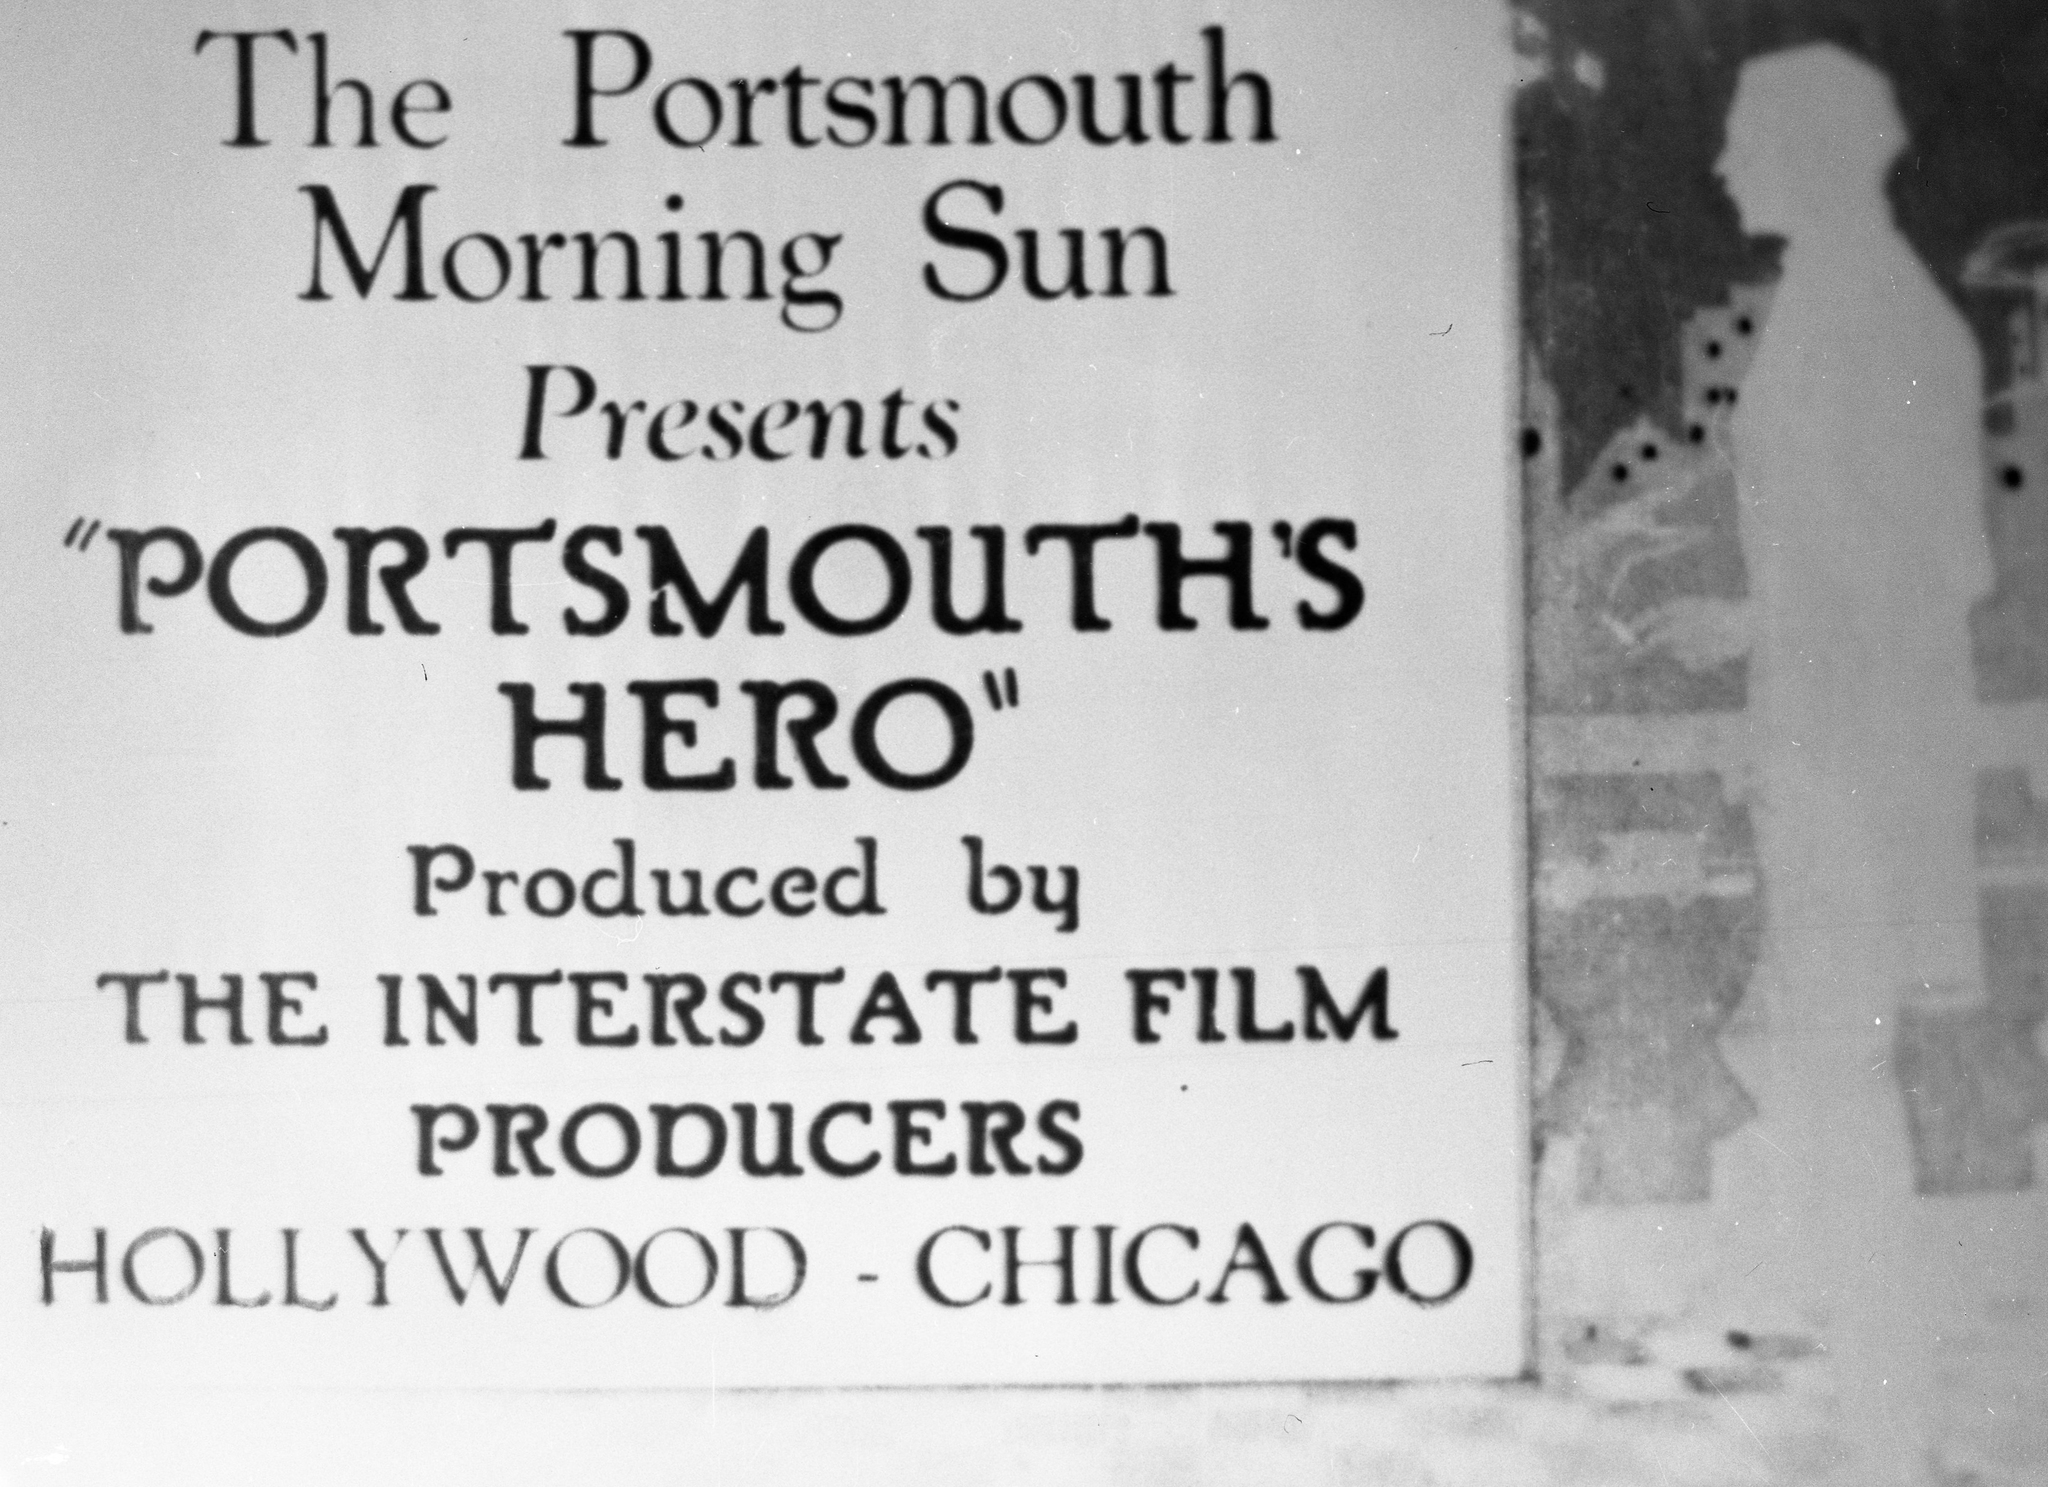 The Portsmouth
Morning Sun
Presents
"PORTSMOUTH'S
HERO"
Produced by
THE INTERSTATE FILM
PRODUCERS
HOLLYWOOD - CHICAGO